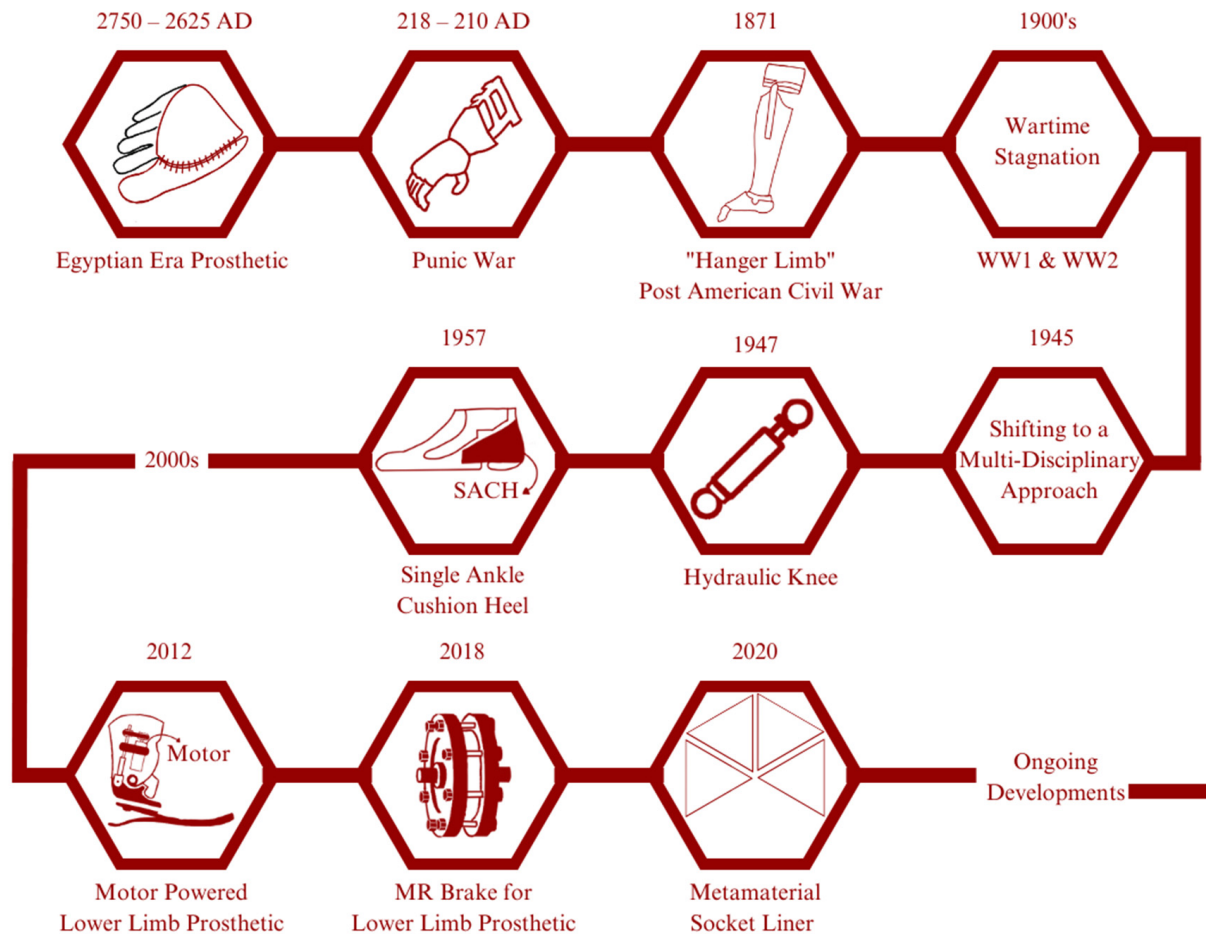 2750 – 2625 AD
218 – 210 AD
1871
1900's
Wartime
Stagnation
Egyptian Era Prosthetic
Punic War
"Hanger Limb"
Post American Civil War
WW1 & WW2
1945
Shifting to a
Multi-Disciplinary
Approach
1947
Hydraulic Knee
1957
SACH
Single Ankle
Cushion Heel
2000s
2012
Motor
Motor Powered
Lower Limb Prosthetic
2018
MR Brake for
Lower Limb Prosthetic
2020
Metamaterial
Socket Liner
Ongoing
Developments